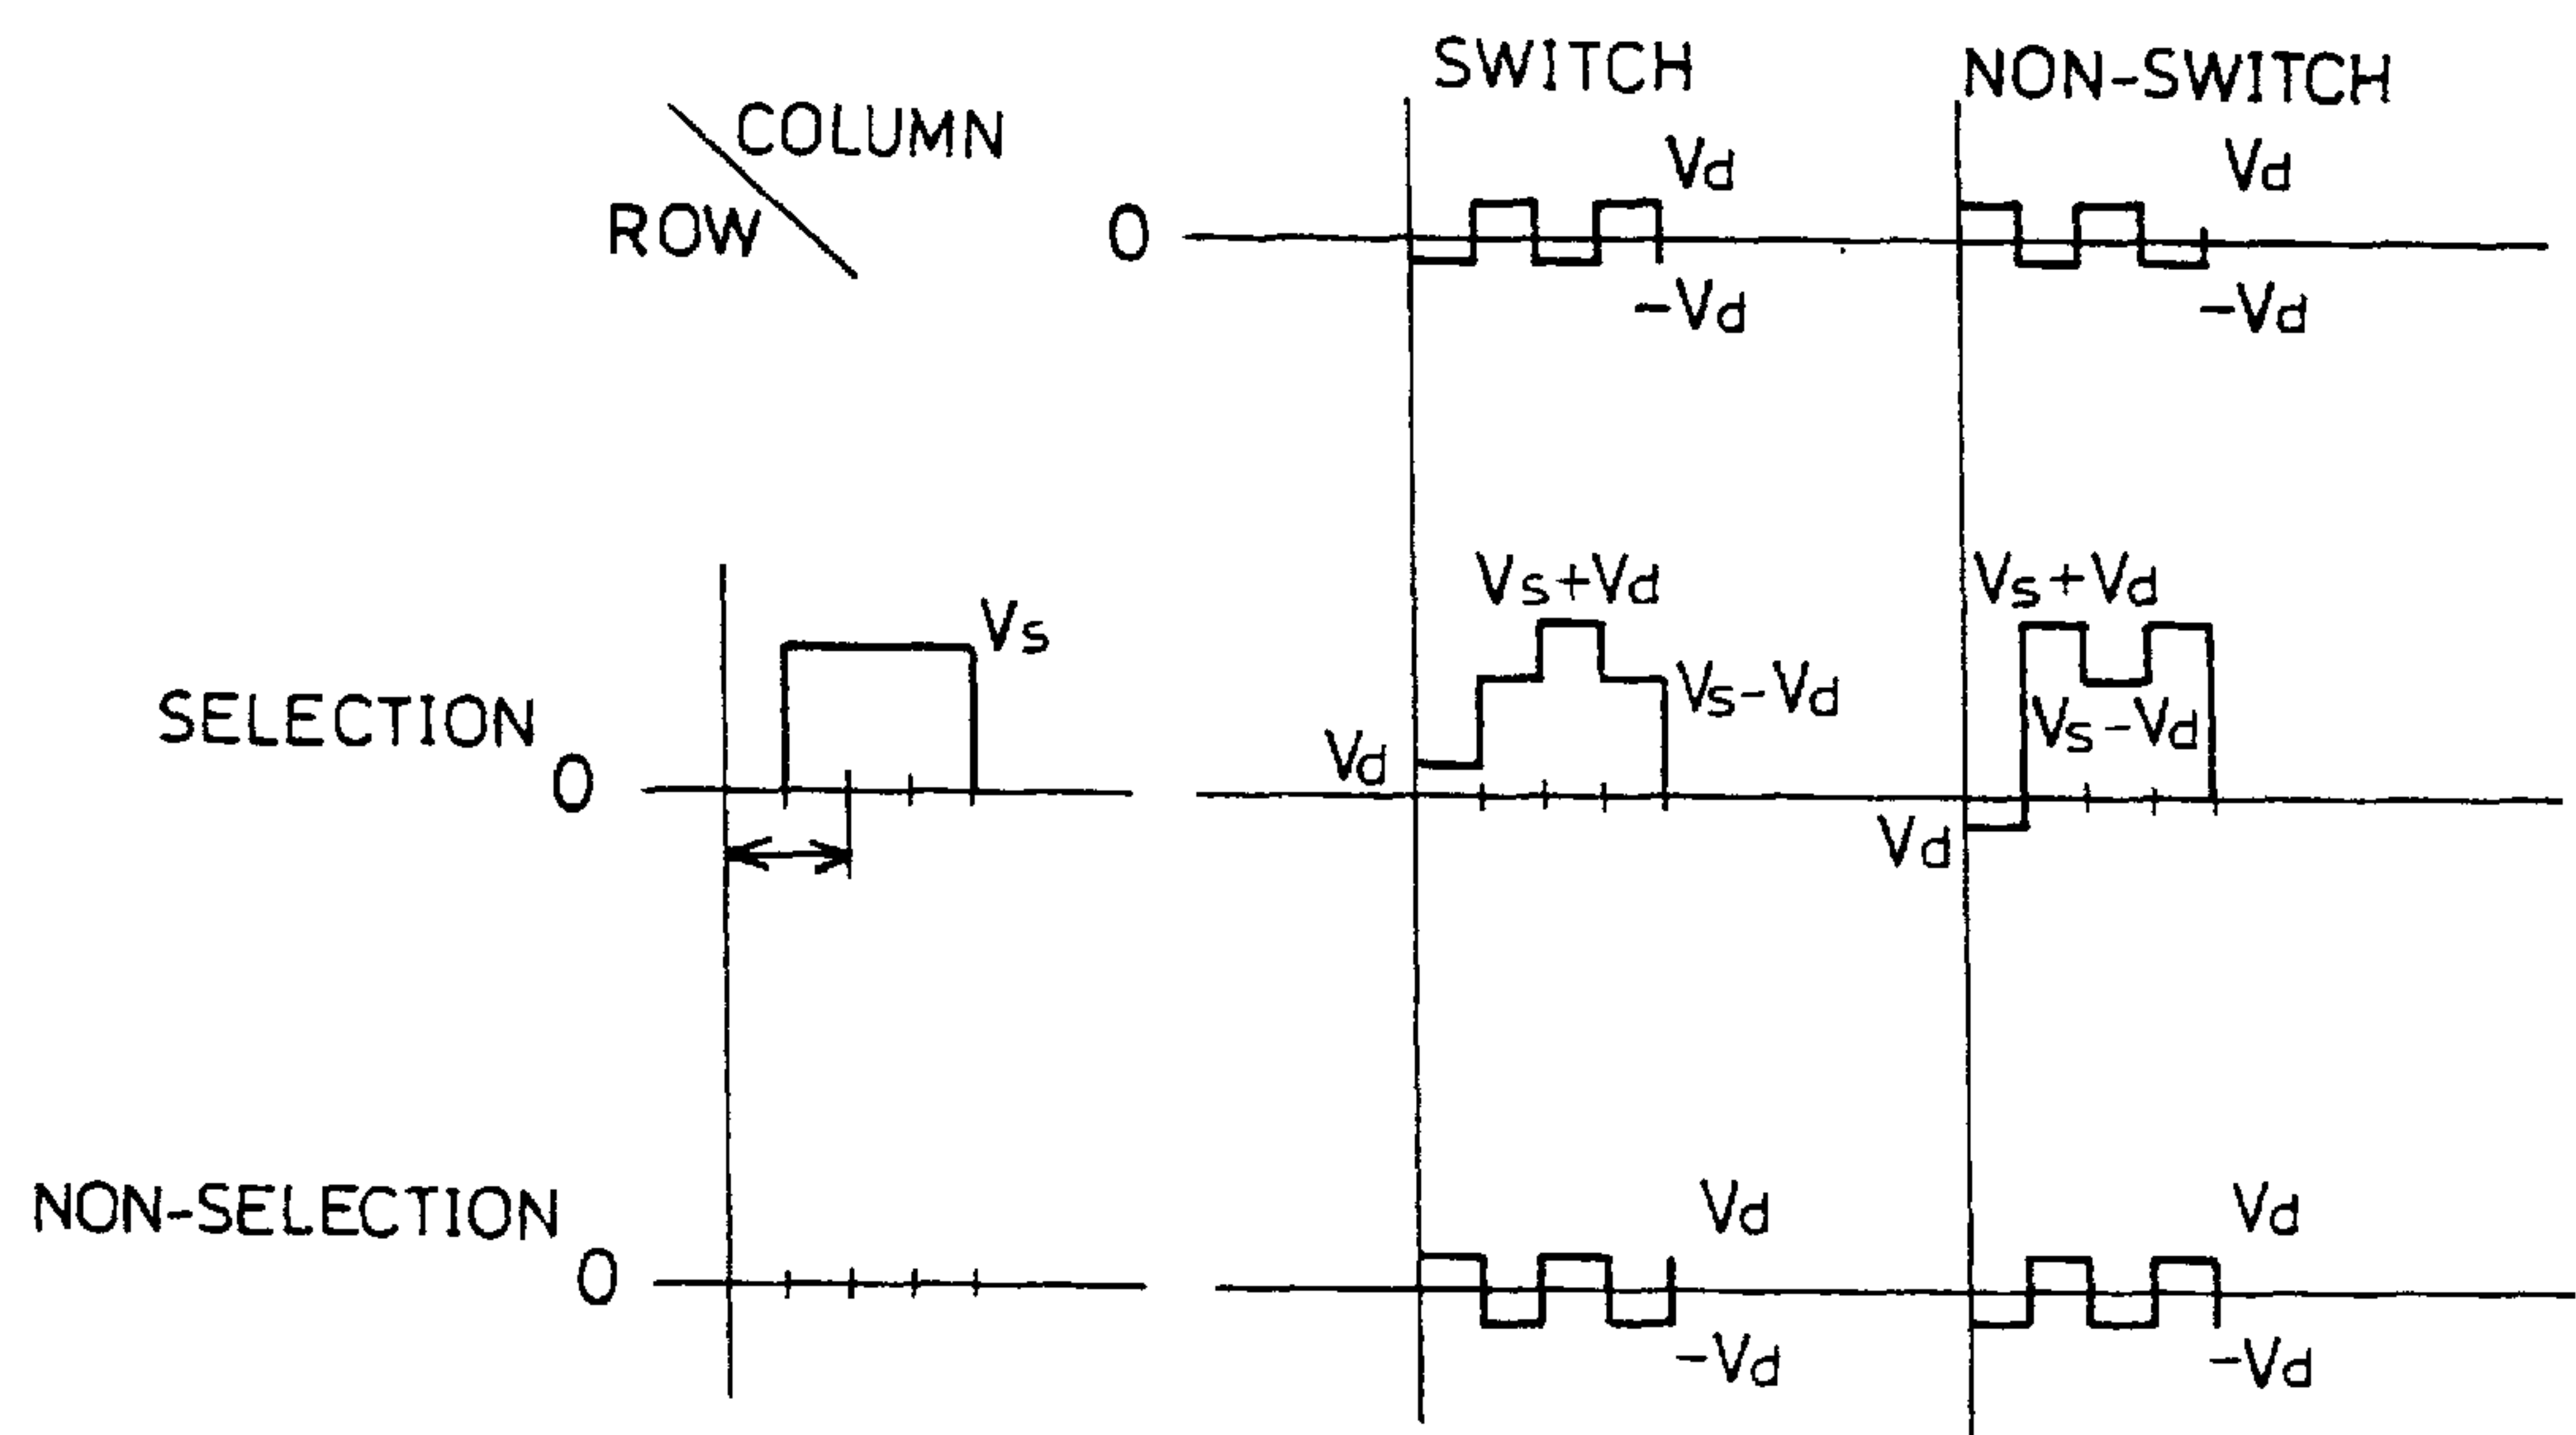 SWITCH
NON-SWITCH
COLUMN
ROW
0
Vd
-Vd
Vd
-Vd
SELECTION
0
Vs
Vd
Vs+Vd
Vs-Vd
Vd
Vs+Vd
Vs-Vd
NON-SELECTION
0
Vd
-Vd
Vd
-Vd